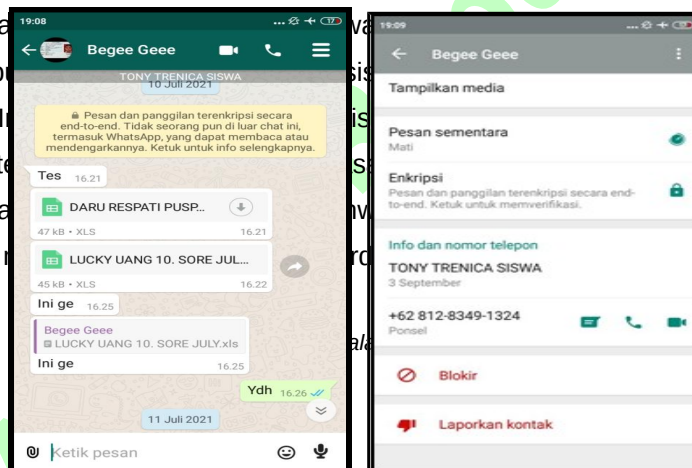 19:08
... 17
Begee Geee
TONY TRENICA SISWA
10 Juli 2021
Pesan dan panggilan terenkripsi secara
end-to-end. Tidak seorang pun di luar chat ini,
termasuk WhatsApp, yang dapat membaca atau
mendengarkannya. Ketuk untuk info selengkapnya.
Tes 16.21
DARU RESPATI PUSP...
47 kB • XLS 16.21
LUCKY UANG 10. SORE JUL...
45 kB • XLS 16.22
Ini ge 16.25
Begee Geee
LUCKY UANG 10. SORE JULY.xls
Ini ge 16.25
Ydh 16.26
11 Juli 2021
Ketik pesan
19:09
...
Begee Geee
Tampilkan media
Pesan sementara
Mati
Enkripsi
Pesan dan panggilan terenkripsi secara end-
to-end. Ketuk untuk memverifikasi.
Info dan nomor telepon
TONY TRENICA SISWA
3 September
+62 812-8349-1324
Ponsel
Blokir
Laporkan kontak